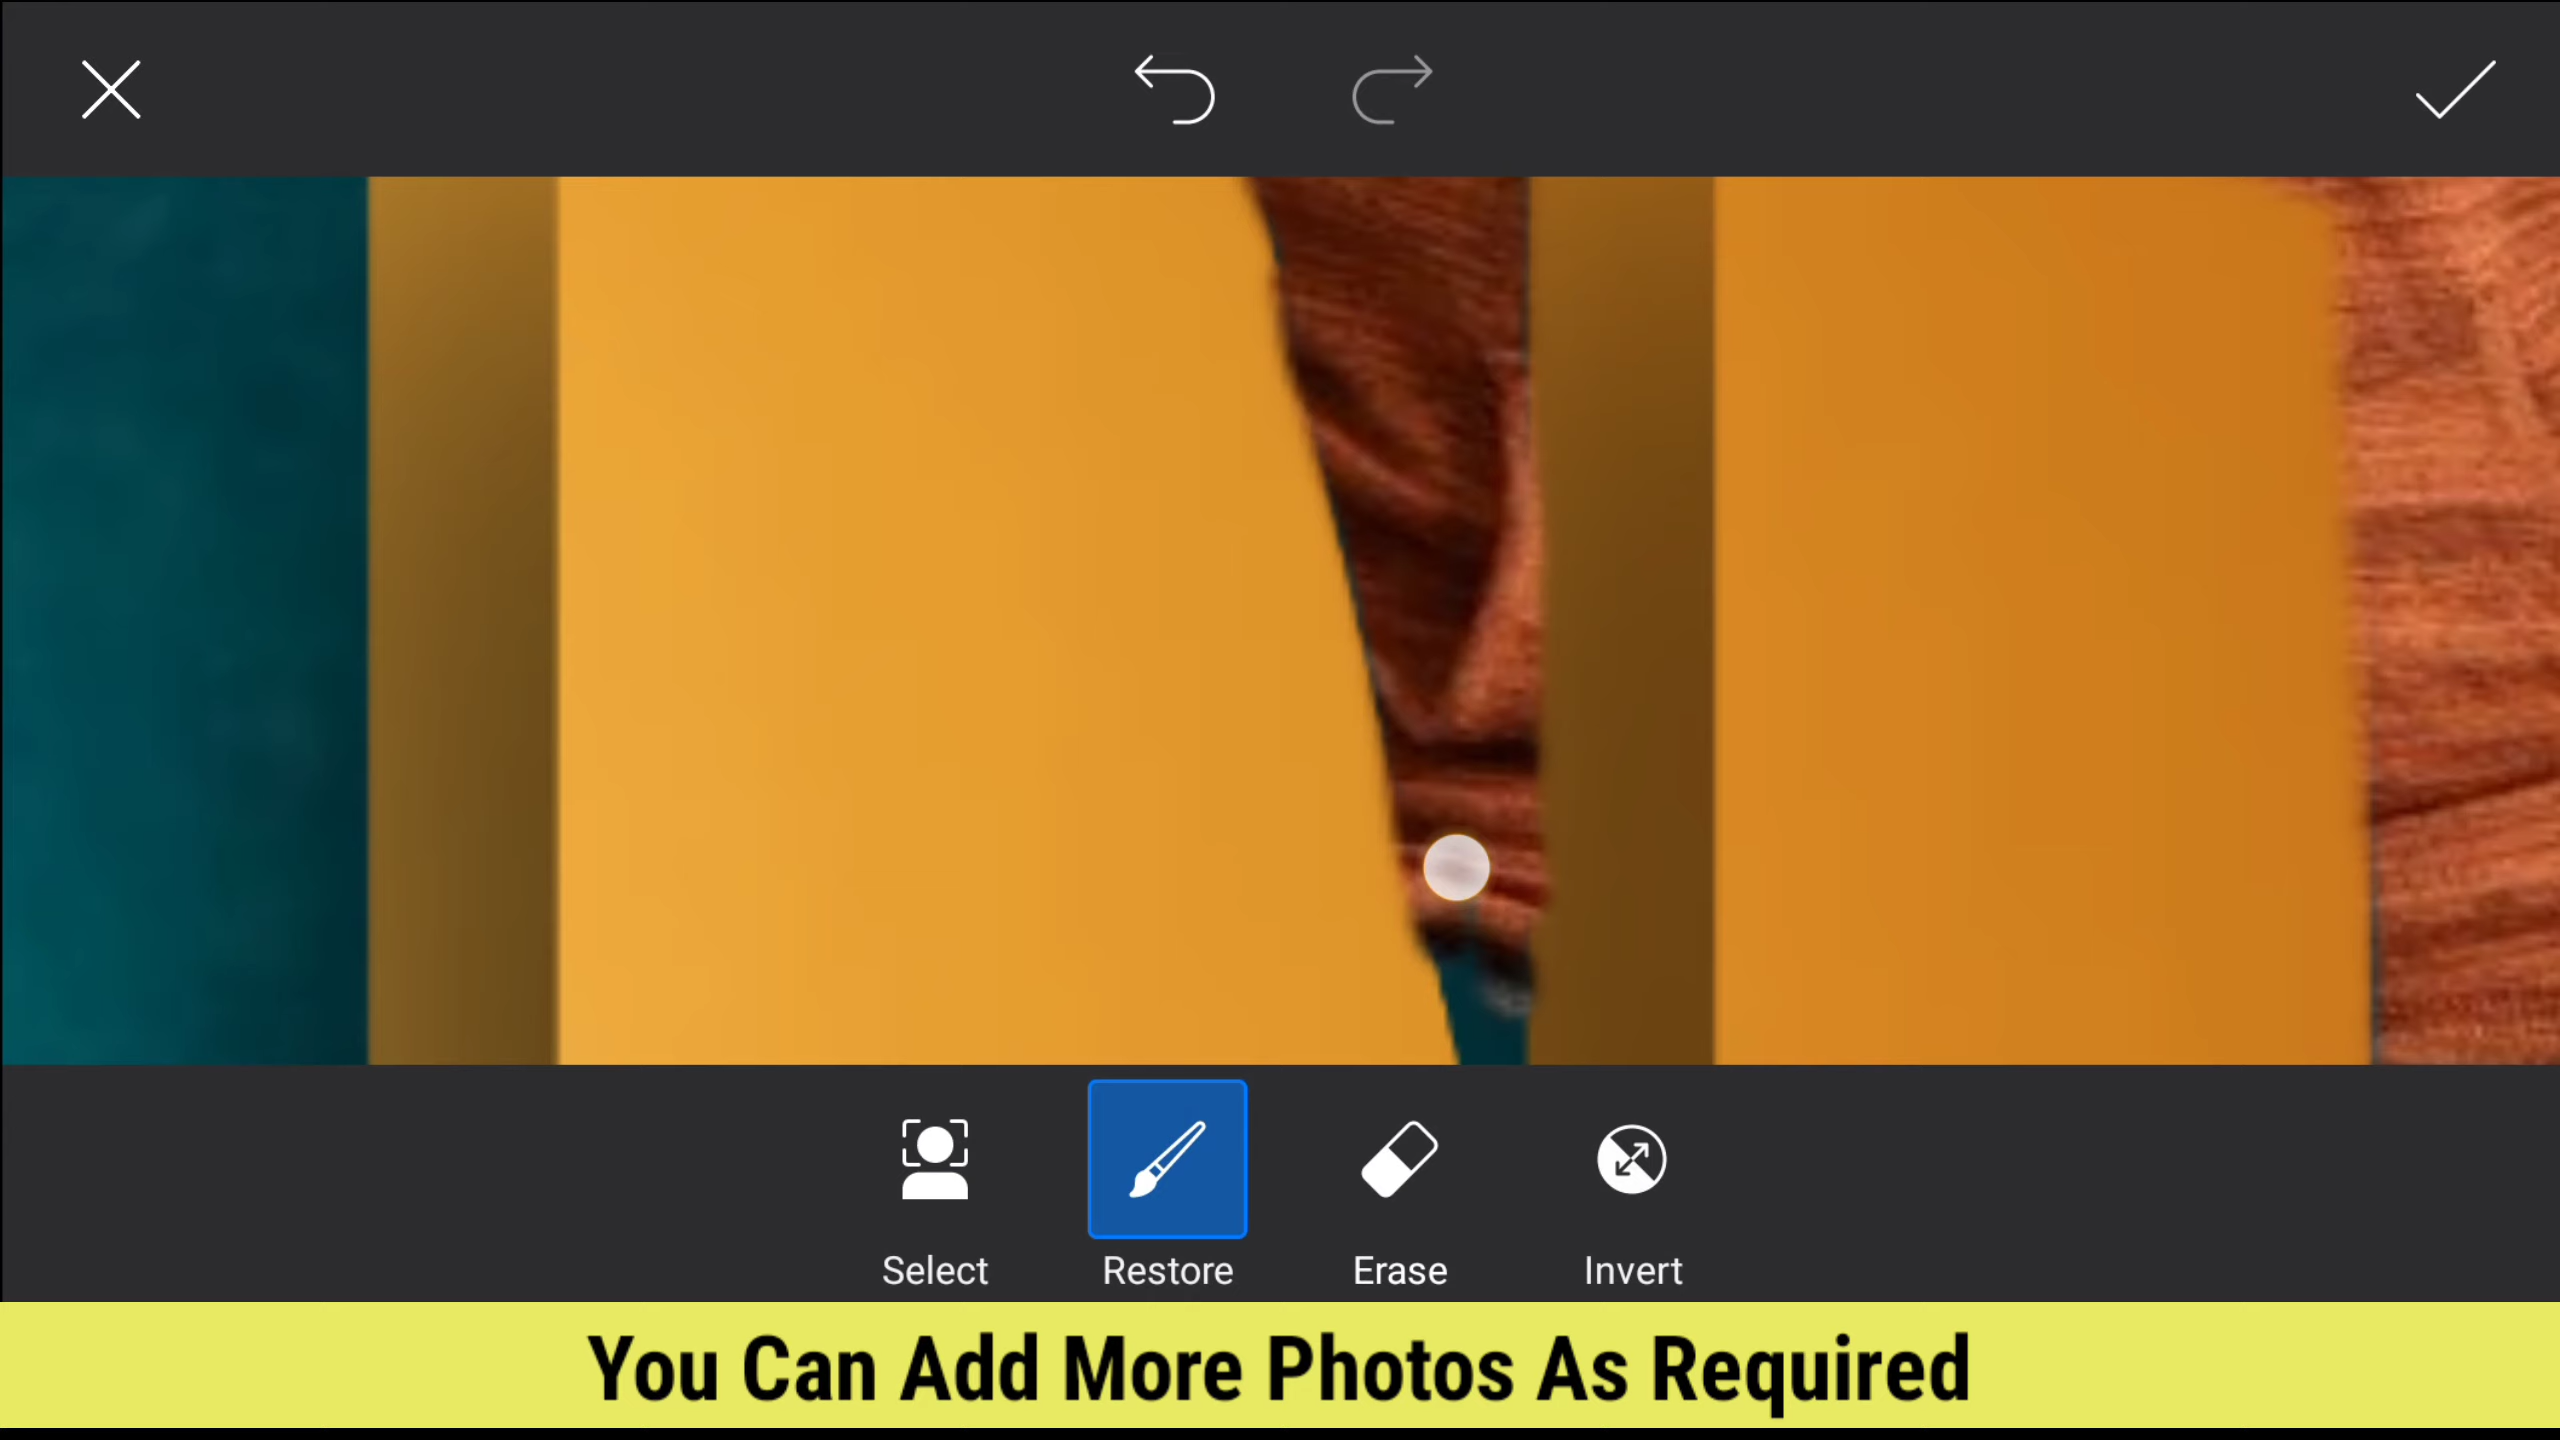 Select
Restore
Erase
Invert
You Can Add More Photos As Required